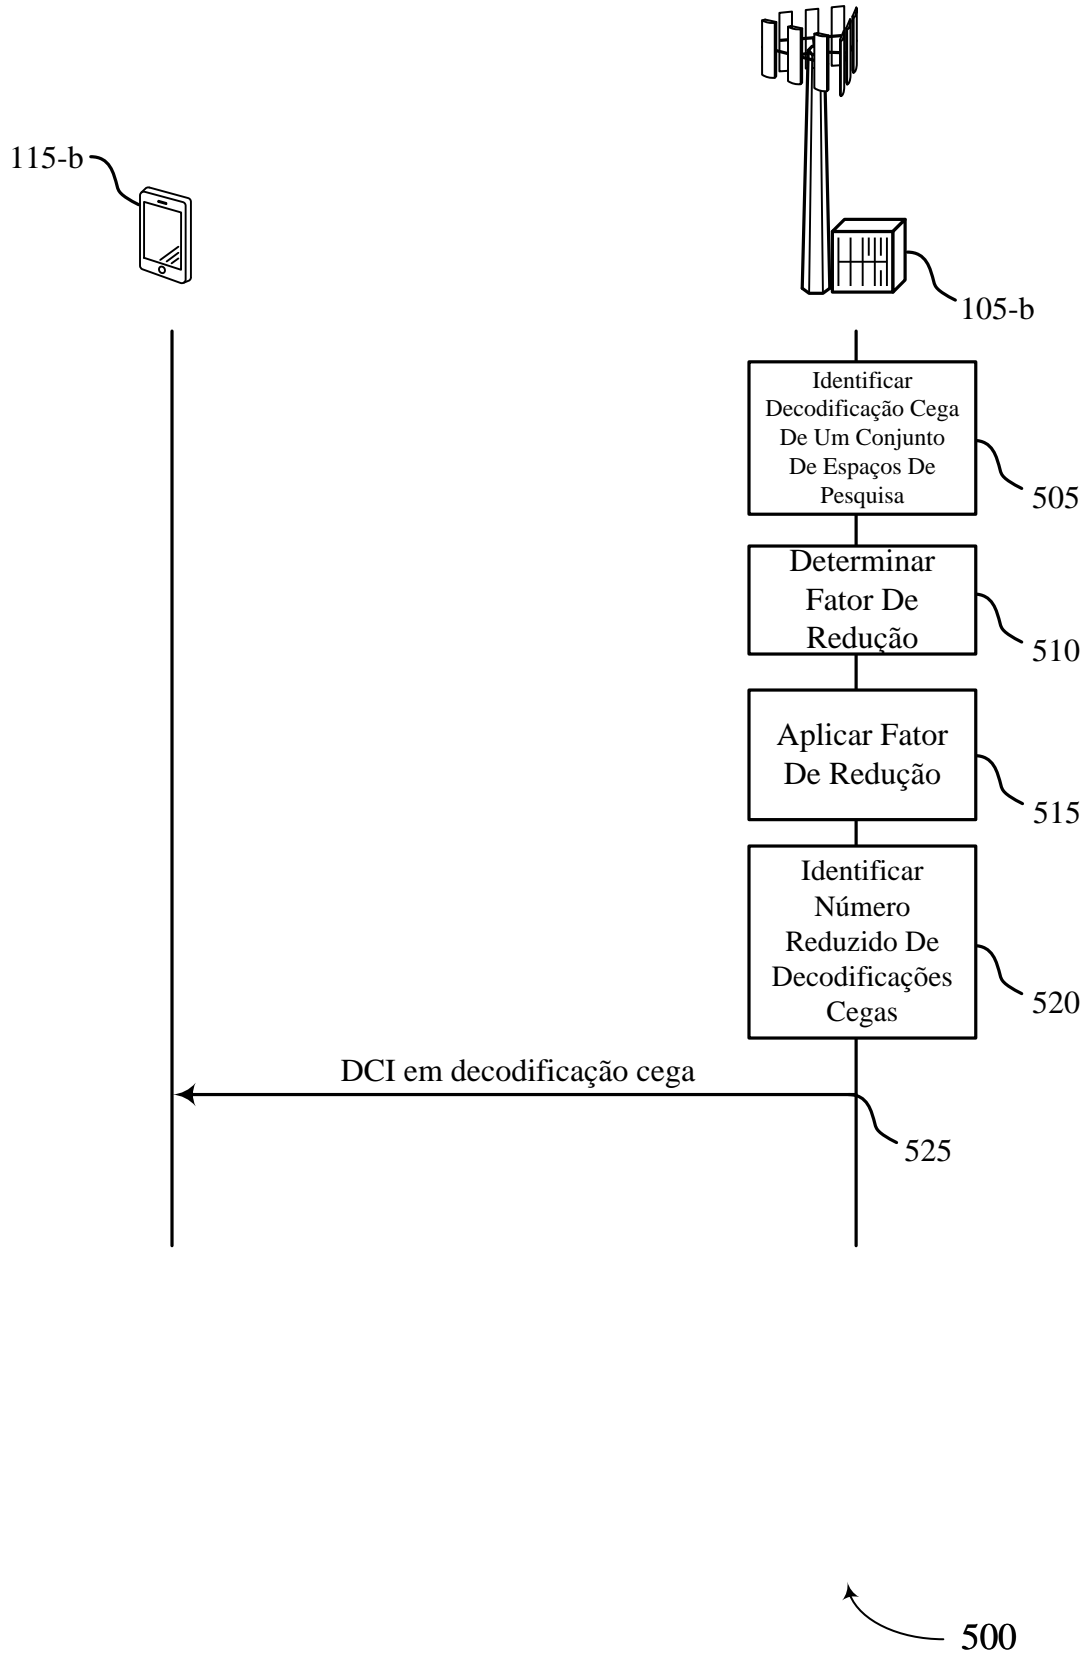 115-b
105-b
Identificar
Decodificação Cega
De Um Conjunto
De Espaços De
Pesquisa
505
Determinar
Fator De
Redução
510
Aplicar Fator
De Redução
515
Identificar
Número
Reduzido De
Decodificações
Cegas
520
DCI em decodificação cega
525
500